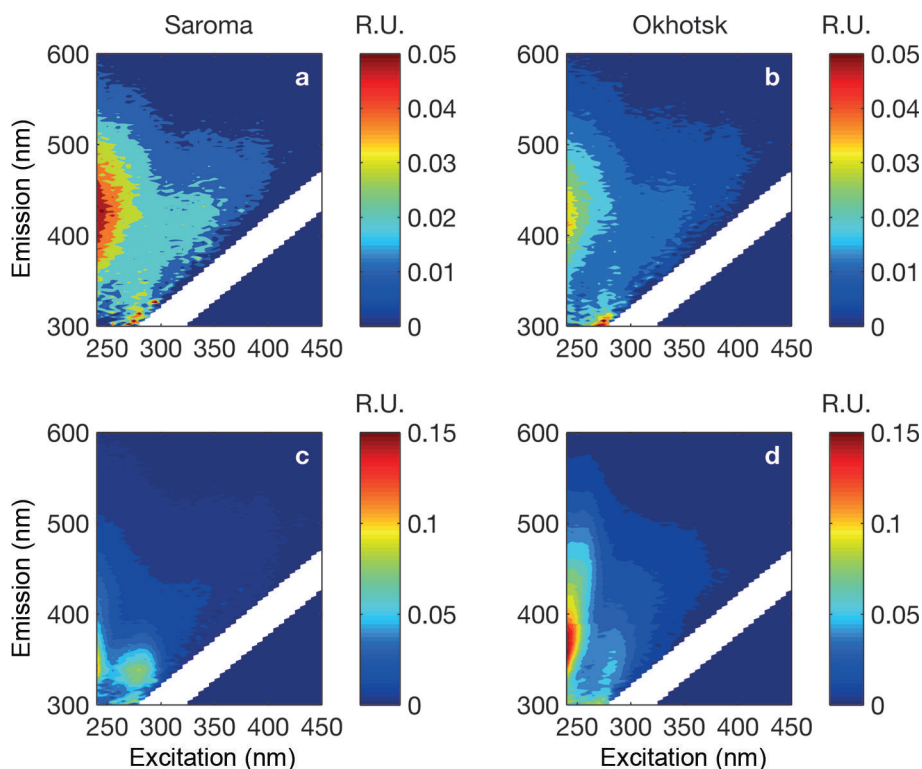 Saroma R.U. Okhotsk R.U.
600 0.05 600 0.05
a b
500 0.04 500 0.04
0.03 0.03
400 0.02 400 0.02
0.01 0.01
300 0 300 0
250 300 350 400 450 250 300 350 400 450
Emission (nm)
R.U. R.U.
600 0.15 600 0.15
c d
500 0.1 500 0.1
400 0.05 400 0.05
300 0 300 0
250 300 350 400 450 250 300 350 400 450
Emission (nm)
Excitation (nm) Excitation (nm)